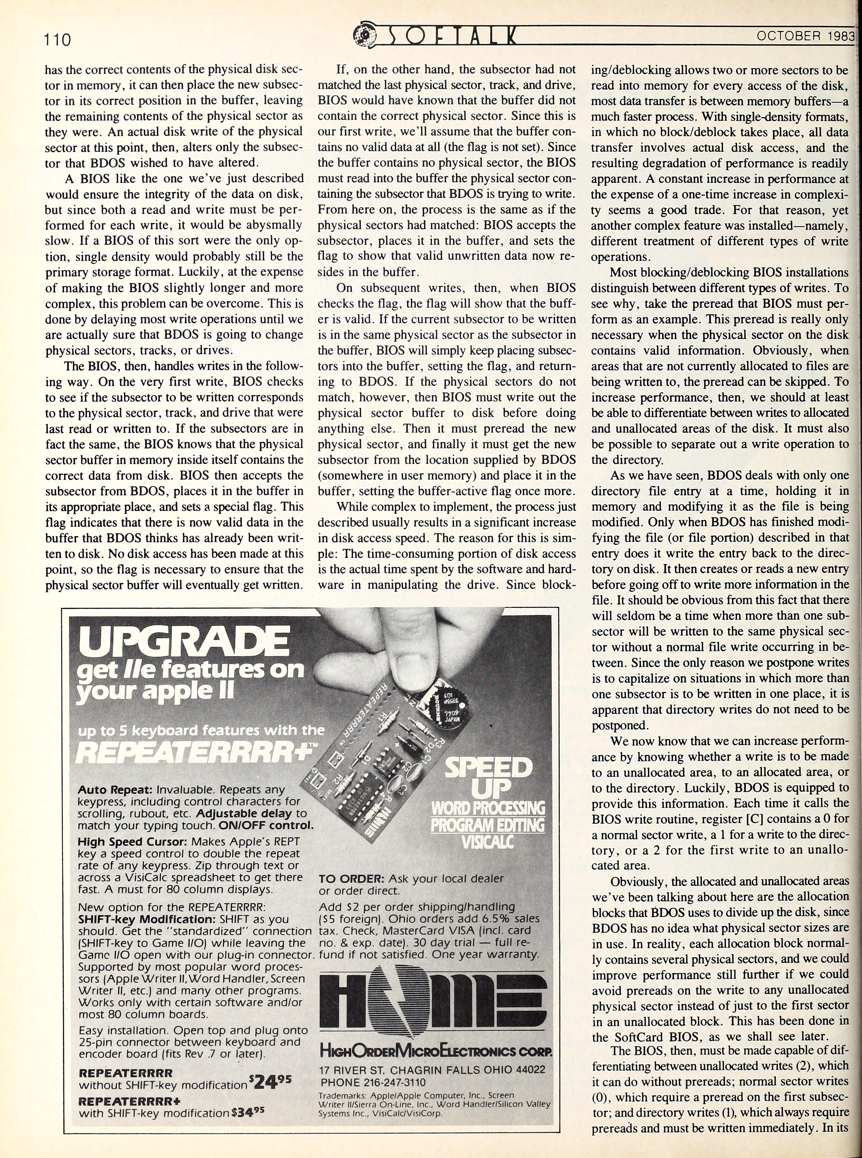 110
SOFTALK
OCTOBER 1983
has the correct contents of the physical disk sec-
tor in memory, it can then place the new subsec-
tor in its correct position in the buffer, leaving
the remaining contents of the physical sector as
they were. An actual disk write of the physical
sector at this point, then, alters only the subsec-
tor that BDOS wished to have altered.
A BIOS like the one we've just described
would ensure the integrity of the data on disk,
but since both a read and write must be per-
formed for each write, it would be abysmally
slow. If a BIOS of this sort were the only op-
tion, single density would probably still be the
primary storage format. Luckily, at the expense
of making the BIOS slightly longer and more
complex, this problem can be overcome. This is
done by delaying most write operations until we
are actually sure that BDOS is going to change
physical sectors, tracks, or drives.
The BIOS, then, handles writes in the follow-
ing way. On the very first write, BIOS checks
to see if the subsector to be written corresponds
to the physical sector, track, and drive that were
last read or written to. If the subsectors are in
fact the same, the BIOS knows that the physical
sector buffer in memory inside itself contains the
correct data from disk. BIOS then accepts the
subsector from BDOS, places it in the buffer in
its appropriate place, and sets a special flag. This
flag indicates that there is now valid data in the
buffer that BDOS thinks has already been writ-
ten to disk. No disk access has been made at this
point, so the flag is necessary to ensure that the
physical sector buffer will eventually get written.
If, on the other hand, the subsector had not
matched the last physical sector, track, and drive,
BIOS would have known that the buffer did not
contain the correct physical sector. Since this is
our first write, we'll assume that the buffer con-
tains no valid data at all (the flag is not set). Since
the buffer contains no physical sector, the BIOS
must read into the buffer the physical sector con-
taining the subsector that BDOS is trying to write.
From here on, the process is the same as if the
physical sectors had matched: BIOS accepts the
subsector, places it in the buffer, and sets the
flag to show that valid unwritten data now re-
sides in the buffer.
On subsequent writes, then, when BIOS
checks the flag, the flag will show that the buff-
er is valid. If the current subsector to be written
is in the same physical sector as the subsector in
the buffer, BIOS will simply keep placing subsec-
tors into the buffer, setting the flag, and return-
ing to BDOS. If the physical sectors do not
match, however, then BIOS must write out the
physical sector buffer to disk before doing
anything else. Then it must preread the new
physical sector, and finally it must get the new
subsector from the location supplied by BDOS
(somewhere in user memory) and place it in the
buffer, setting the buffer-active flag once more.
While complex to implement, the process just
described usually results in a significant increase
in disk access speed. The reason for this is sim-
ple: The time-consuming portion of disk access
is the actual time spent by the software and hard-
ware in manipulating the drive. Since block-
ing/deblocking allows two or more sectors to be
read into memory for every access of the disk,
most data transfer is between memory buffers—a
much faster process. With single-density formats,
in which no block/deblock takes place, all data
transfer involves actual disk access, and the
resulting degradation of performance is readily
apparent. A constant increase in performance at
the expense of a one-time increase in complexi-
ty seems a good trade. For that reason, yet
another complex feature was installed—namely,
different treatment of different types of write
operations.
Most blocking/deblocking BIOS installations
distinguish between different types of writes. To
see why, take the preread that BIOS must per-
form as an example. This preread is really only
necessary when the physical sector on the disk
contains valid information. Obviously, when
areas that are not currently allocated to files are
being written to, the preread can be skipped. To
increase performance, then, we should at least
be able to differentiate between writes to allocated
and unallocated areas of the disk. It must also
be possible to separate out a write operation to
the directory.
As we have seen, BDOS deals with only one
directory file entry at a time, holding it in
memory and modifying it as the file is being
modified. Only when BDOS has finished modi-
fying the file (or file portion) described in that
entry does it write the entry back to the direc-
tory on disk. It then creates or reads a new entry
before going off to write more information in the
file. It should be obvious from this fact that there
will seldom be a time when more than one sub-
sector will be written to the same physical sec-
tor without a normal file write occurring in be-
tween. Since the only reason we postpone writes
is to capitalize on situations in which more than
one subsector is to be written in one place, it is
apparent that directory writes do not need to be
postponed.
We now know that we can increase perform-
ance by knowing whether a write is to be made
to an unallocated area, to an allocated area, or
to the directory. Luckily, BDOS is equipped to
provide this information. Each time it calls the
BIOS write routine, register [C] contains a 0 for
a normal sector write, a 1 for a write to the direc-
tory, or a 2 for the first write to an unallo-
cated area.
Obviously, the allocated and unallocated areas
we've been talking about here are the allocation
blocks that BDOS uses to divide up the disk, since
BDOS has no idea what physical sector sizes are
in use. In reality, each allocation block normal-
ly contains several physical sectors, and we could
improve performance still further if we could
avoid prereads on the write to any unallocated
physical sector instead of just to the first sector
in an unallocated block. This has been done in
the SoftCard BIOS, as we shall see later.
The BIOS, then, must be made capable of dif-
ferentiating between unallocated writes (2), which
it can do without prereads; normal sector writes
(0), which require a preread on the first subsec-
tor; and directory writes (1), which always require
prereads and must be written immediately. In its
UPGRADE
get IIe features on
your apple II
up to 5 keyboard features with the
REPEATERRRR+™
Auto Repeat: Invaluable. Repeats any
keypress, including control characters for
scrolling, rubout, etc. Adjustable delay to
match your typing touch. ON/OFF control.
High Speed Cursor: Makes Apple's REPT
key a speed control to double the repeat
rate of any keypress. Zip through text or
across a VisiCalc spreadsheet to get there
fast. A must for 80 column displays.
New option for the REPEATERRRR:
SHIFT-key Modification: SHIFT as you
should. Get the "standardized" connection
(SHIFT-key to Game I/O) while leaving the
Game I/O open with our plug-in connector.
Supported by most popular word proces-
sors (Apple Writer II, Word Handler, Screen
Writer II, etc.) and many other programs.
Works only with certain software and/or
most 80 column boards.
Easy installation. Open top and plug onto
25-pin connector between keyboard and
encoder board (fits Rev .7 or later).
REPEATERRRR
without SHIFT-key modification $24⁹⁵
REPEATERRRR+
with SHIFT-key modification $34⁹⁵
REPEATERRRR
JAPAN
HOME
SPEED
UP
WORD PROCESSING
PROGRAM EDITING
VISICALC
TO ORDER: Ask your local dealer
or order direct.
Add $2 per order shipping/handling
($5 foreign). Ohio orders add 6.5% sales
tax. Check, MasterCard VISA (incl. card
no. & exp. date). 30 day trial — full re-
fund if not satisfied. One year warranty.
HOME
HIGHORDERMICROELECTRONICS CORP.
17 RIVER ST. CHAGRIN FALLS OHIO 44022
PHONE 216-247-3110
Trademarks: Apple/Apple Computer, Inc., Screen
Writer II/Sierra On-Line, Inc., Word Handler/Silicon Valley
Systems Inc., VisiCalc/VisiCorp.